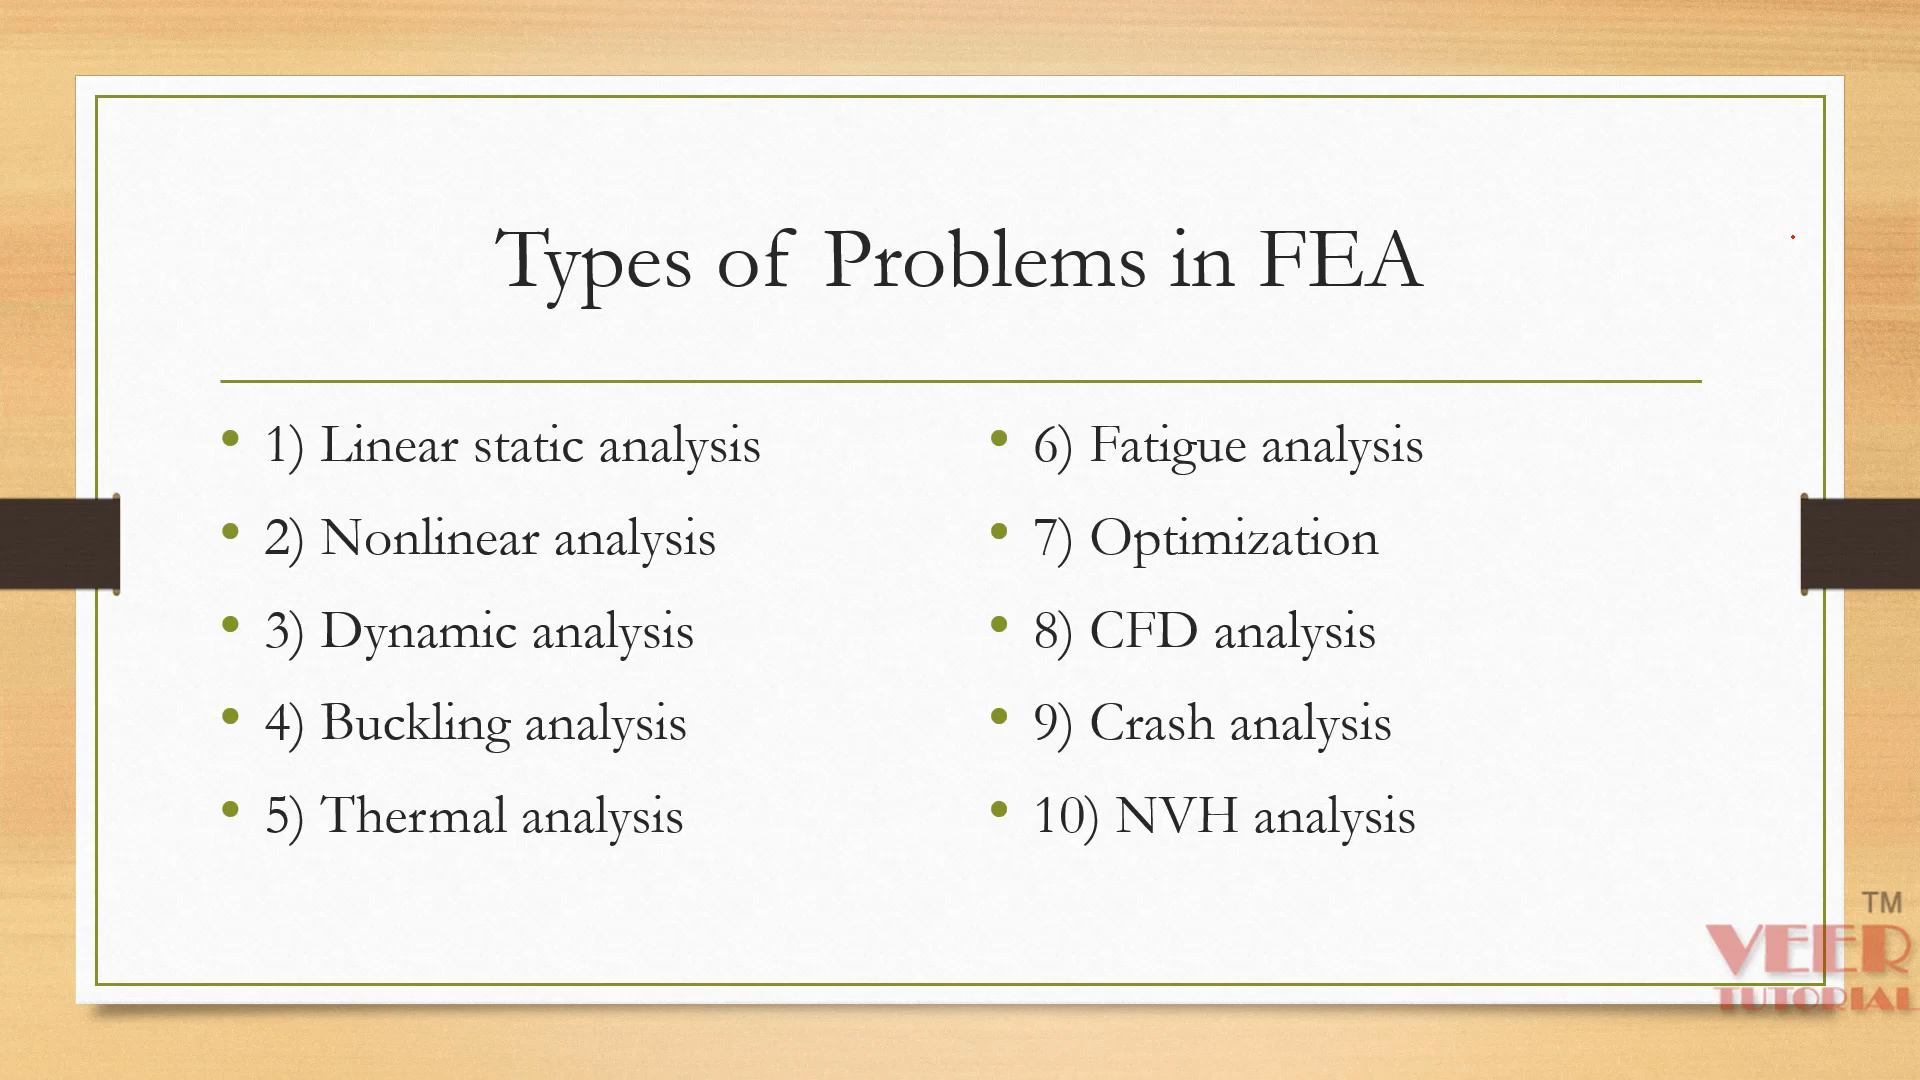 Types of Problems in FEA
• 1) Linear static analysis
• 2) Nonlinear analysis
• 3) Dynamic analysis
• 4) Buckling analysis
• 5) Thermal analysis
• 6) Fatigue analysis
• 7) Optimization
• 8) CFD analysis
• 9) Crash analysis
• 10) NVH analysis
TM
VEER
TUTORIAL